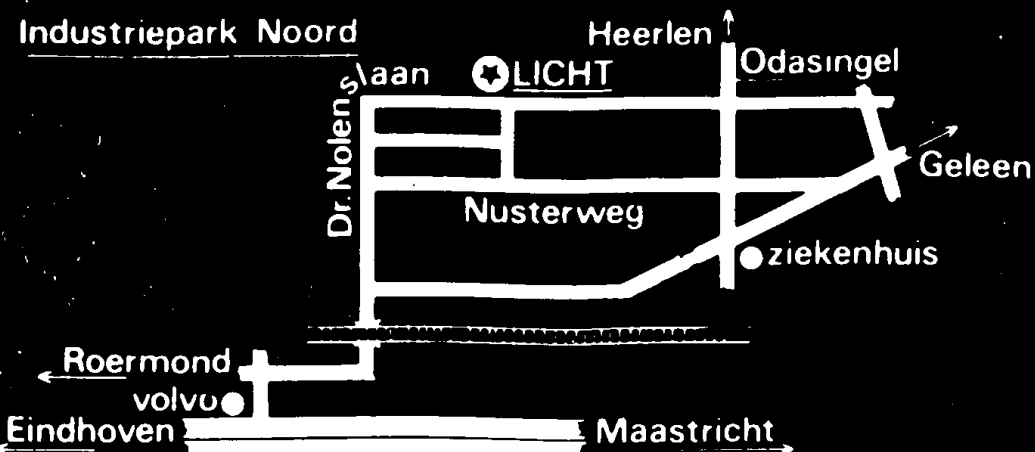 Industriepark Noord
Heerlen
Odasingel
Dr. Nolenslaan
LICHT
Geleen
Nusterweg
ziekenhuis
Roermond
volvo
Eindhoven
Maastricht